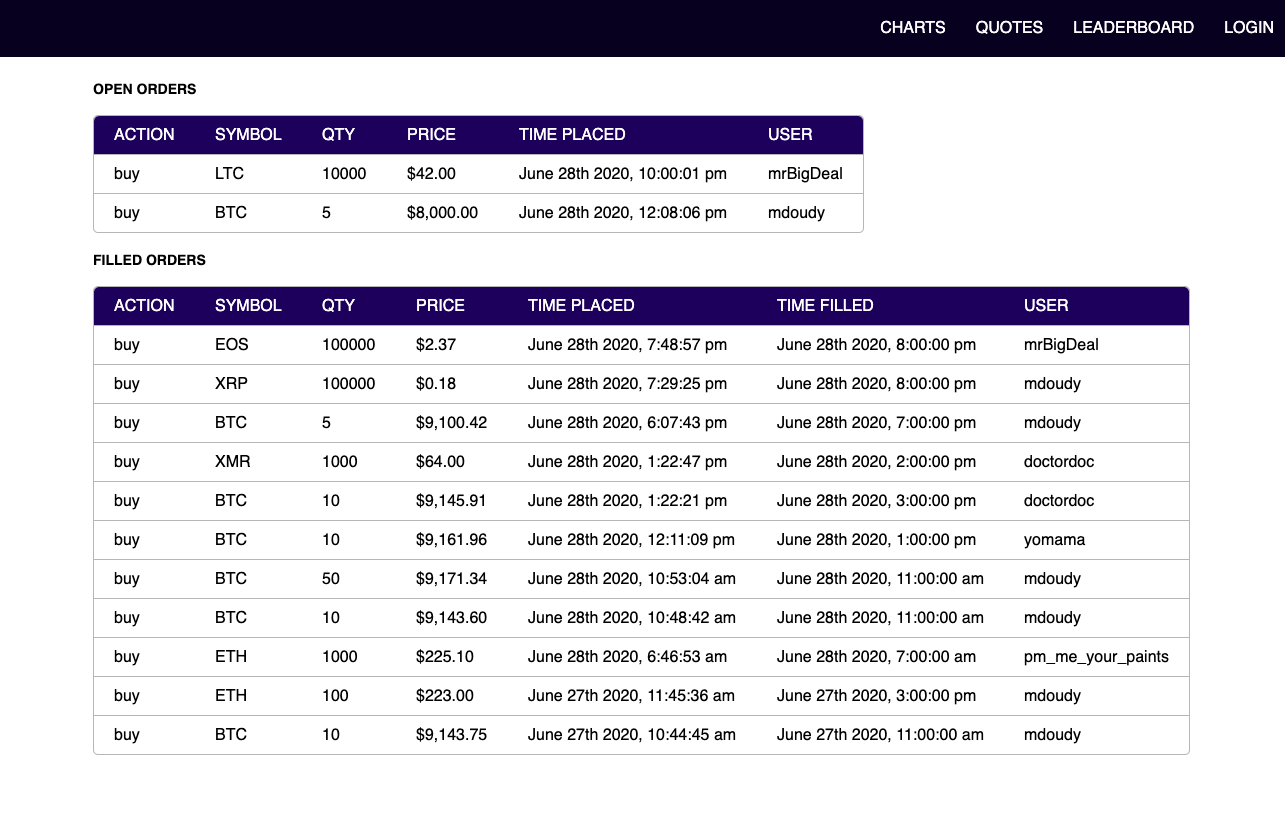 CHARTS QUOTES LEADERBOARD LOGIN
OPEN ORDERS
ACTION SYMBOL QTY PRICE TIME PLACED USER
buy LTC 10000 $42.00 June 28th 2020, 10:00:01 pm mrBigDeal
buy BTC 5 $8,000.00 June 28th 2020, 12:08:06 pm mdoudy
FILLED ORDERS
ACTION SYMBOL QTY PRICE TIME PLACED TIME FILLED USER
buy EOS 100000 $2.37 June 28th 2020, 7:48:57 pm June 28th 2020, 8:00:00 pm mrBigDeal
buy XRP 100000 $0.18 June 28th 2020, 7:29:25 pm June 28th 2020, 8:00:00 pm mdoudy
buy BTC 5 $9,100.42 June 28th 2020, 6:07:43 pm June 28th 2020, 7:00:00 pm mdoudy
buy XMR 1000 $64.00 June 28th 2020, 1:22:47 pm June 28th 2020, 2:00:00 pm doctordoc
buy BTC 10 $9,145.91 June 28th 2020, 1:22:21 pm June 28th 2020, 3:00:00 pm doctordoc
buy BTC 10 $9,161.96 June 28th 2020, 12:11:09 pm June 28th 2020, 1:00:00 pm yomama
buy BTC 50 $9,171.34 June 28th 2020, 10:53:04 am June 28th 2020, 11:00:00 am mdoudy
buy BTC 10 $9,143.60 June 28th 2020, 10:48:42 am June 28th 2020, 11:00:00 am mdoudy
buy ETH 1000 $225.10 June 28th 2020, 6:46:53 am June 28th 2020, 7:00:00 am pm_me_your_paints
buy ETH 100 $223.00 June 27th 2020, 11:45:36 am June 27th 2020, 3:00:00 pm mdoudy
buy BTC 10 $9,143.75 June 27th 2020, 10:44:45 am June 27th 2020, 11:00:00 am mdoudy